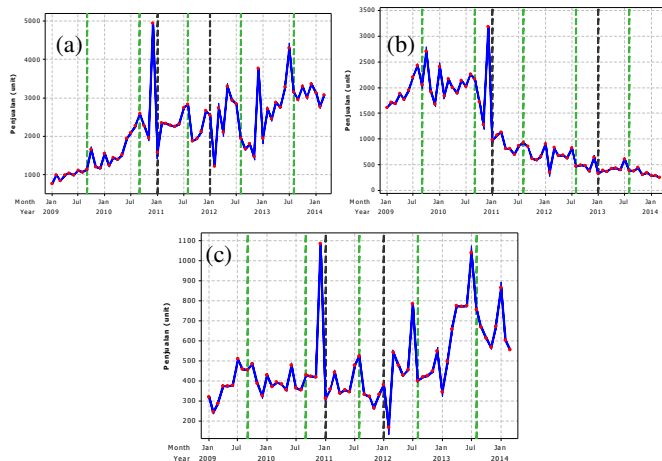 (a)
Penjualan (unit)
5000
4000
3000
2000
1000
Month Jan Jul Jan Jul Jan Jul Jan Jul Jan Jul Jan
Year 2009 2010 2011 2012 2013 2014
(b)
Penjualan (unit)
3500
3000
2500
2000
1500
1000
500
0
Month Jan Jul Jan Jul Jan Jul Jan Jul Jan Jul Jan
Year 2009 2010 2011 2012 2013 2014
(c)
Penjualan (unit)
1100
1000
900
800
700
600
500
400
300
200
Month Jan Jul Jan Jul Jan Jul Jan Jul Jan Jul Jan
Year 2009 2010 2011 2012 2013 2014